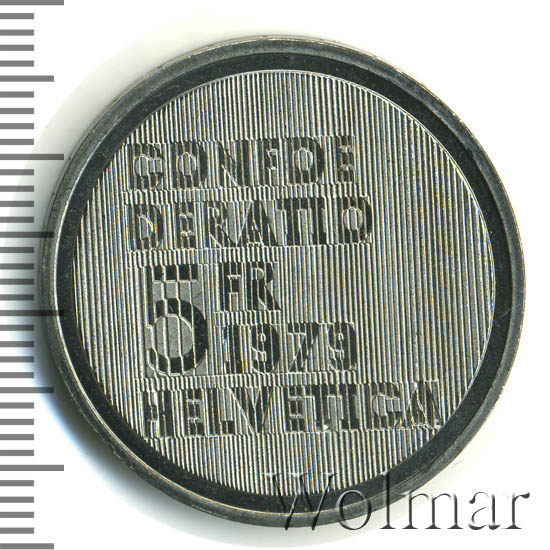 CONFOE
DERATIO
5 FR
1979
HELVETICA
Wolmar